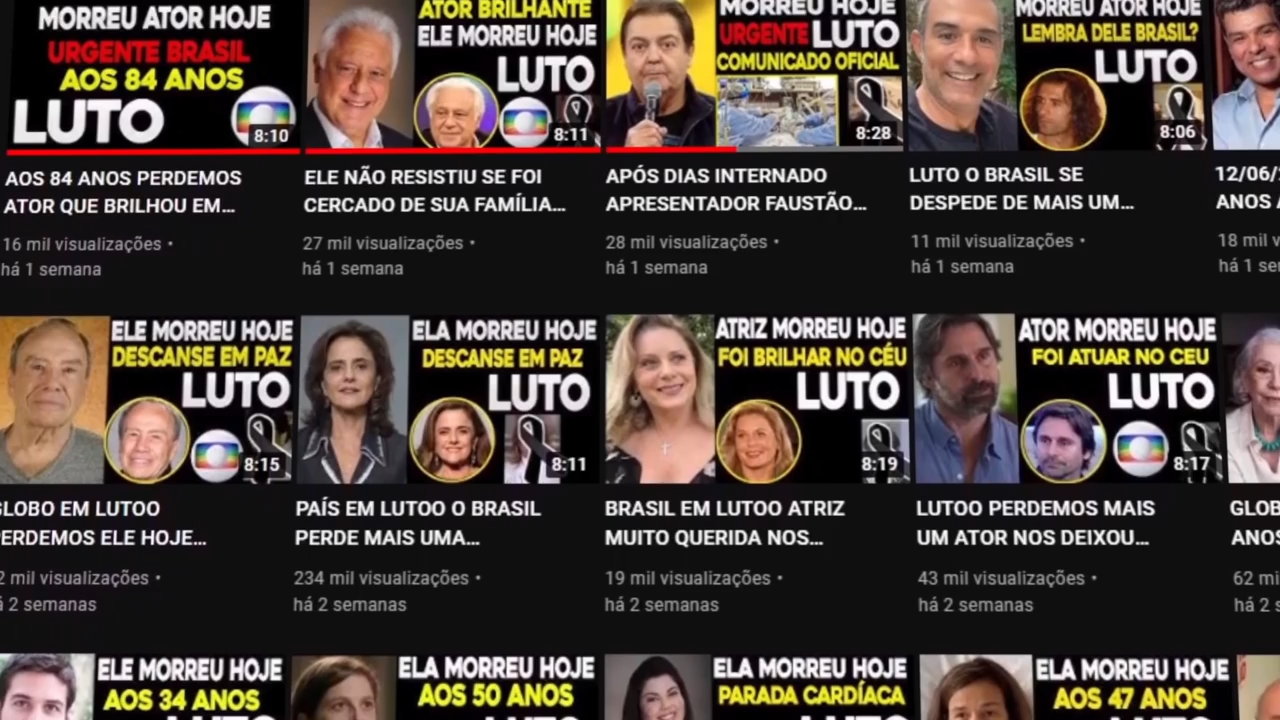 MORREU ATOR HOJE
URGENTE BRASIL
AOS 84 ANOS
LUTO
8:10
AOS 84 ANOS PERDEMOS
ATOR QUE BRILHOU EM...
16 mil visualizações •
há 1 semana
ATOR BRILHANTE
ELE MORREU HOJE
LUTO
8:11
ELE NÃO RESISTIU SE FOI
CERCADO DE SUA FAMÍLIA...
27 mil visualizações •
há 1 semana
MORREU HOJE
URGENTE LUTO
COMUNICADO OFICIAL
8:28
APÓS DIAS INTERNADO
APRESENTADOR FAUSTÃO...
28 mil visualizações •
há 1 semana
MORREU ATOR HOJE
LEMBRA DELE BRASIL?
LUTO
8:06
LUTO O BRASIL SE
DESPEDE DE MAIS UM...
11 mil visualizações •
há 1 semana
12/06/
ANOS
18 mil
há 1 se
ELE MORREU HOJE
DESCANSE EM PAZ
LUTO
8:15
GLOBO EM LUTOO
PERDEMOS ELE HOJE...
2 mil visualizações •
há 2 semanas
ELA MORREU HOJE
DESCANSE EM PAZ
LUTO
8:11
PAÍS EM LUTOO O BRASIL
PERDE MAIS UMA...
234 mil visualizações •
há 2 semanas
ATRIZ MORREU HOJE
FOI BRILHAR NO CÉU
LUTO
8:19
BRASIL EM LUTOO ATRIZ
MUITO QUERIDA NOS...
19 mil visualizações •
há 2 semanas
ATOR MORREU HOJE
FOI ATUAR NO CEU
LUTO
8:17
LUTOO PERDEMOS MAIS
UM ATOR NOS DEIXOU...
43 mil visualizações •
há 2 semanas
GLOB
ANOS
62 mi
há 2 s
ELE MORREU HOJE
AOS 34 ANOS
ELA MORREU HOJE
AOS 50 ANOS
ELA MORREU HOJE
PARADA CARDÍACA
ELA MORREU HOJE
AOS 47 ANOS